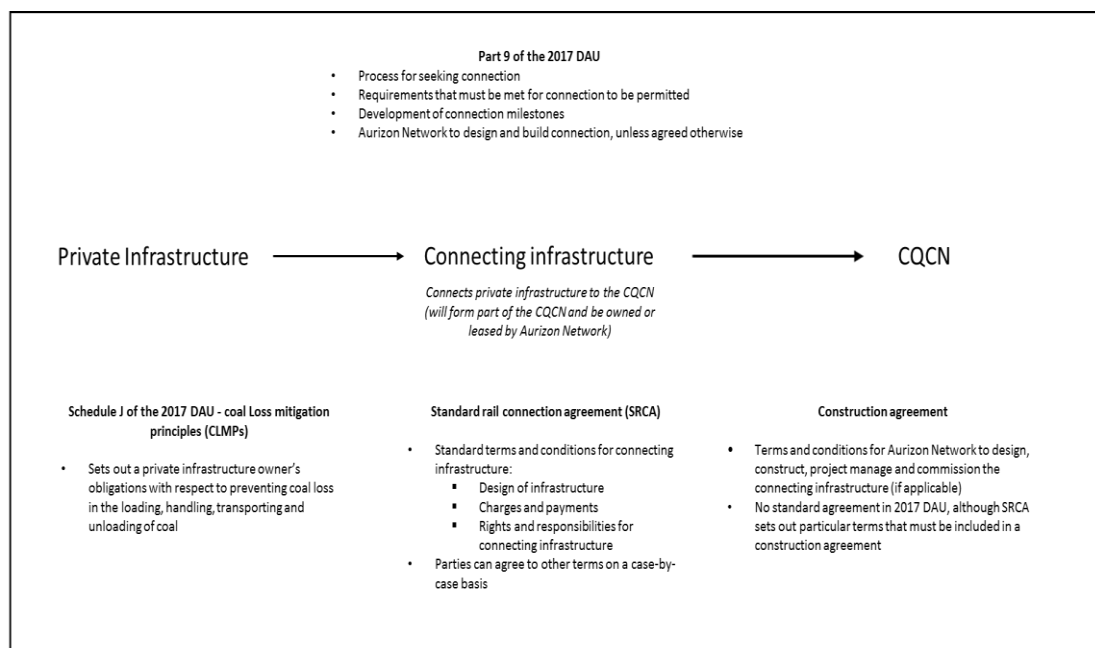 Part 9 of the 2017 DAU
• Process for seeking connection
• Requirements that must be met for connection to be permitted
• Development of connection milestones
• Aurizon Network to design and build connection, unless agreed otherwise
Private Infrastructure
Connecting infrastructure
CQCN
Connects private infrastructure to the CQCN
(will form part of the CQCN and be owned or
leased by Aurizon Network)
Schedule J of the 2017 DAU - coal Loss mitigation
principles (CLMPs)
• Sets out a private infrastructure owner's
obligations with respect to preventing coal loss
in the loading, handling, transporting and
unloading of coal
Standard rail connection agreement (SRCA)
• Standard terms and conditions for connecting
infrastructure:
▪ Design of infrastructure
▪ Charges and payments
▪ Rights and responsibilities for
connecting infrastructure
• Parties can agree to other terms on a case-by-
case basis
Construction agreement
▪ Terms and conditions for Aurizon Network to design,
construct, project manage and commission the
connecting infrastructure (if applicable)
• No standard agreement in 2017 DAU, although SRCA
sets out particular terms that must be included in a
construction agreement